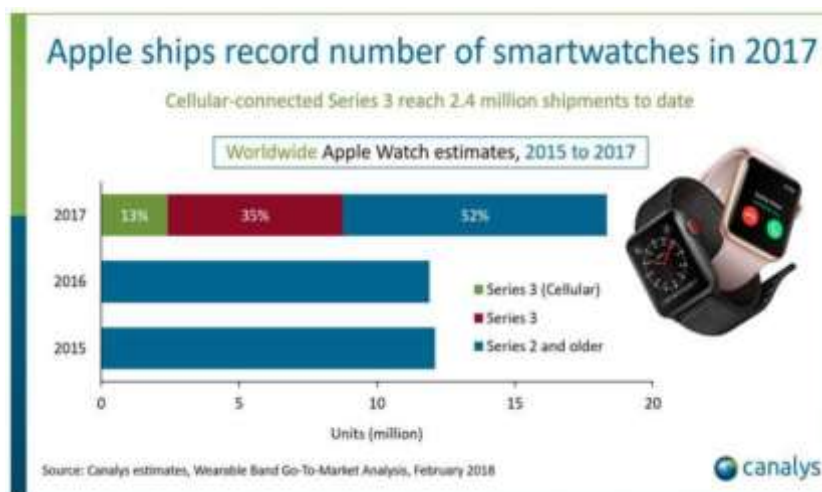 Apple ships record number of smartwatches in 2017
Cellular-connected Series 3 reach 2.4 million shipments to date
Worldwide Apple Watch estimates, 2015 to 2017
2017
13%
35%
52%
2016
Series 3 (Cellular)
Series 3
2015
Series 2 and older
0
5
10
15
20
Units (million)
Source: Canalys estimates, Wearable Band Go-To-Market Analysis, February 2018
canalys